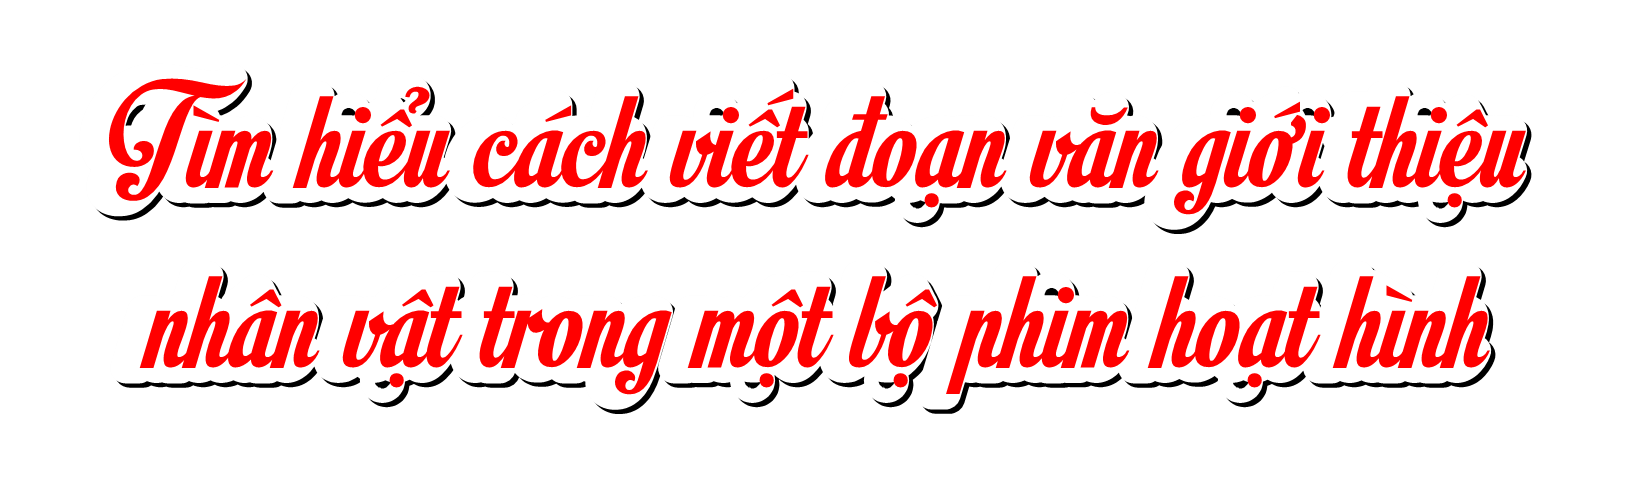 Tìm hiểu cách viết đoạn văn giới thiệu
nhân vật trong một bộ phim hoạt hình